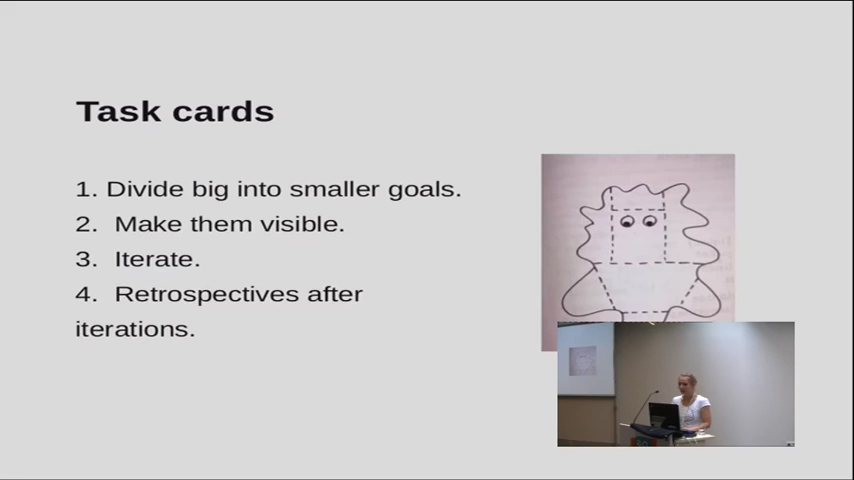 Task cards
1. Divide big into smaller goals.
2. Make them visible.
3. Iterate.
4. Retrospectives after
iterations.